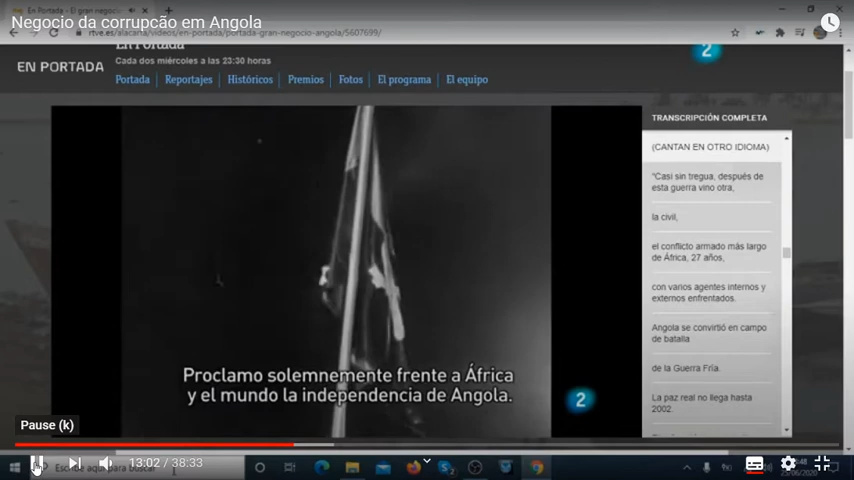 En Portada - El gran negocio
Negocio da corrupcão em Angola
rtve.es/alacarta/videos/en-portada/portada-gran-negocio-angola/5607699/
En Portada
EN PORTADA
Cada dos miércoles a las 23:30 horas
2
Portada Reportajes Históricos Premios Fotos El programa El equipo
TRANSCRIPCIÓN COMPLETA
(CANTAN EN OTRO IDIOMA)
"Casi sin tregua, después de
esta guerra vino otra,
la civil,
el conflicto armado más largo
de África, 27 años,
con varios agentes internos y
externos enfrentados.
Angola se convirtió en campo
de batalla
de la Guerra Fría.
La paz real no llega hasta
2002.
Proclamo solemnemente frente a África
y el mundo la independencia de Angola.
2
Pause (k)
13:02 / 38:33
Escribe aquí para buscar